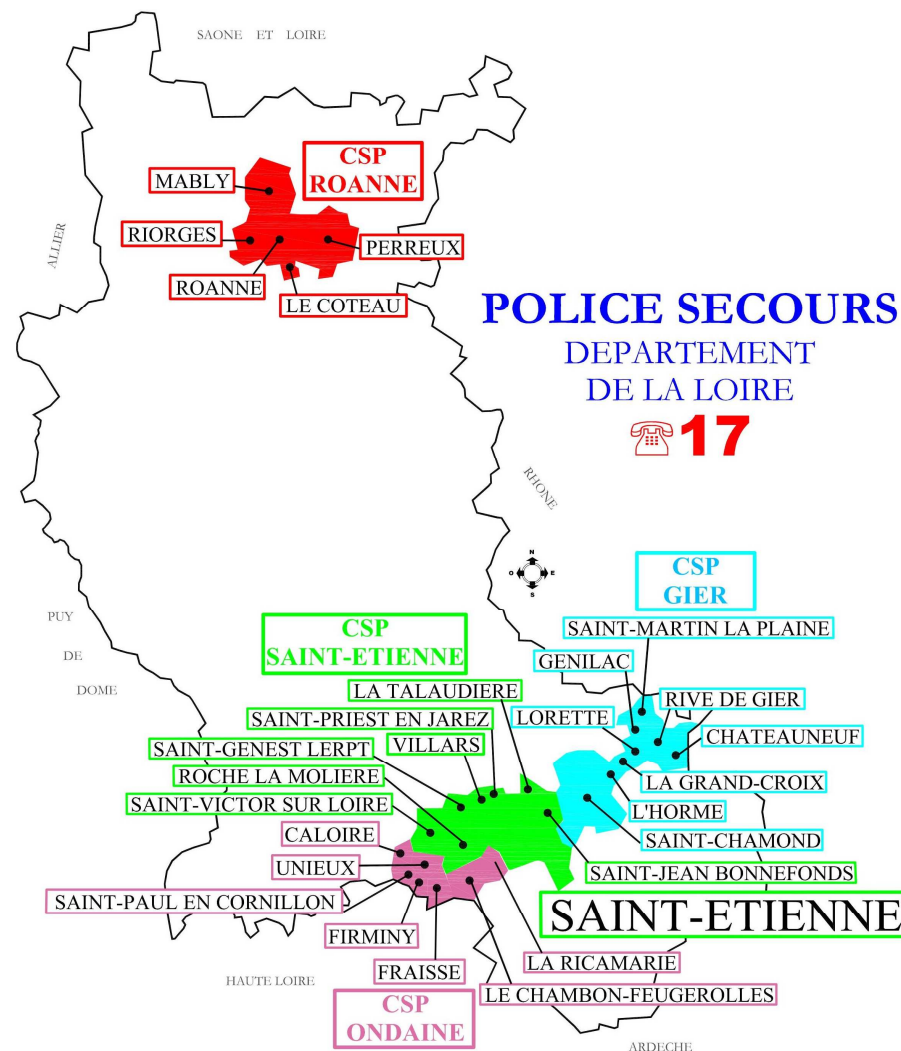 SAONE ET LOIRE
CSP
ROANNE
MABLY
ALLIER
RIORGES
PERREUX
ROANNE
LE COTEAU
POLICE SECOURS
DEPARTEMENT
DE LA LOIRE
☎17
RHONE
N
O E
S
CSP
GIER
PUY
DE
DOME
CSP
SAINT-ETIENNE
SAINT-MARTIN LA PLAINE
GENILAC
LA TALAUDIERE
RIVE DE GIER
LORETTE
SAINT-PRIEST EN JAREZ
CHATEAUNEUF
VILLARS
SAINT-GENEST LERPT
ROCHE LA MOLIERE
LA GRAND-CROIX
SAINT-VICTOR SUR LOIRE
L'HORME
CALOIRE
SAINT-CHAMOND
UNIEUX
SAINT-JEAN BONNEFONDS
SAINT-PAUL EN CORNILLON
SAINT-ETIENNE
FIRMINY
LA RICAMARIE
FRAISSE
HAUTE LOIRE
LE CHAMBON-FEUGEROLLES
CSP
ONDAINE
ARDECHE